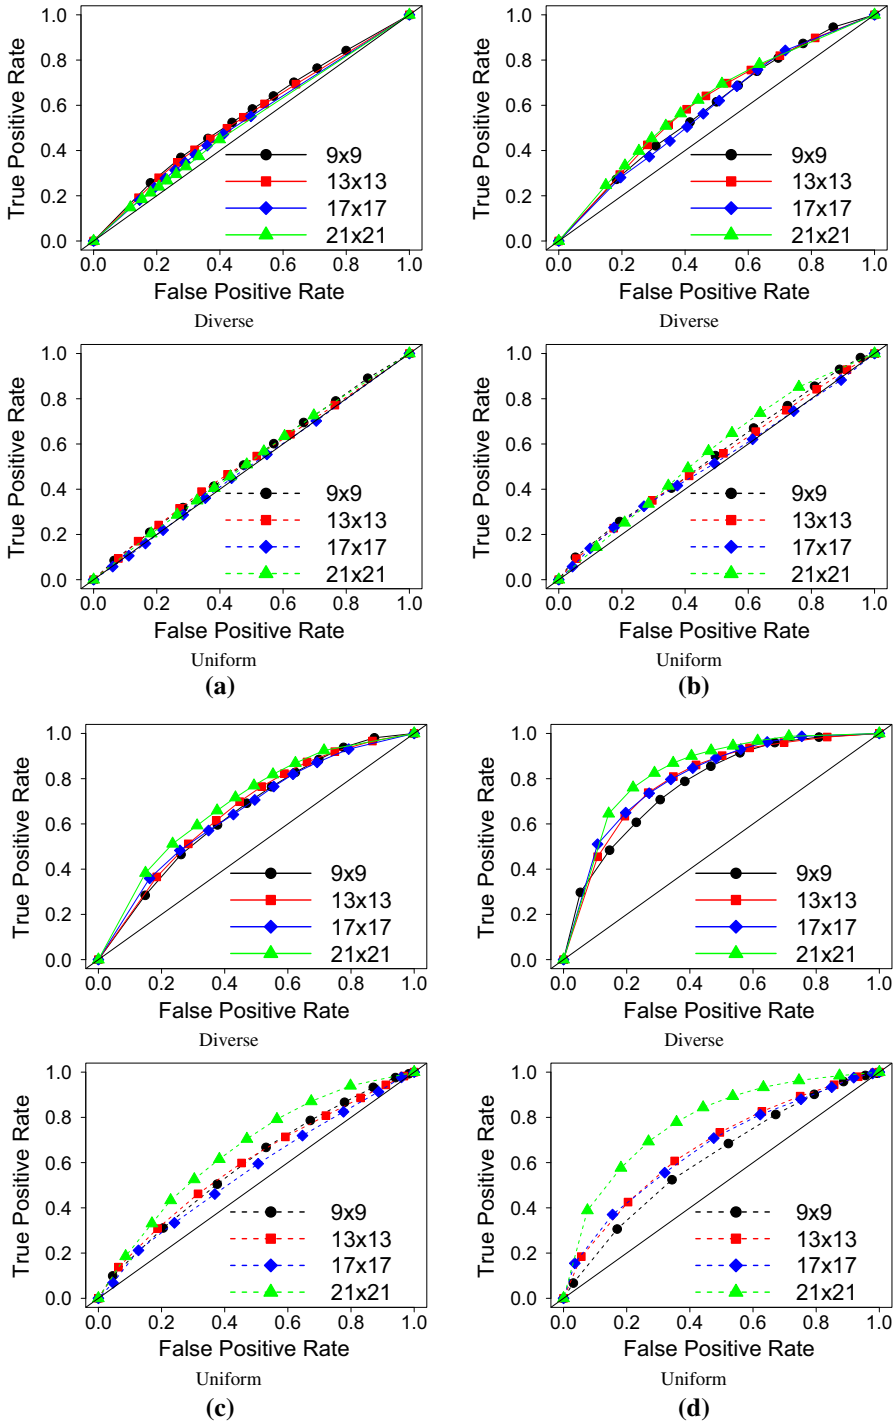 1.0
0.8
0.6
0.4
0.2
0.0
True Positive Rate
9x9
13x13
17x17
21x21
0.0 0.2 0.4 0.6 0.8 1.0
False Positive Rate
Diverse
1.0
0.8
0.6
0.4
0.2
0.0
True Positive Rate
9x9
13x13
17x17
21x21
0.0 0.2 0.4 0.6 0.8 1.0
False Positive Rate
Diverse
1.0
0.8
0.6
0.4
0.2
0.0
True Positive Rate
9x9
13x13
17x17
21x21
0.0 0.2 0.4 0.6 0.8 1.0
False Positive Rate
Uniform
(a)
1.0
0.8
0.6
0.4
0.2
0.0
True Positive Rate
9x9
13x13
17x17
21x21
0.0 0.2 0.4 0.6 0.8 1.0
False Positive Rate
Uniform
(b)
1.0
0.8
0.6
0.4
0.2
0.0
True Positive Rate
9x9
13x13
17x17
21x21
0.0 0.2 0.4 0.6 0.8 1.0
False Positive Rate
Diverse
1.0
0.8
0.6
0.4
0.2
0.0
True Positive Rate
9x9
13x13
17x17
21x21
0.0 0.2 0.4 0.6 0.8 1.0
False Positive Rate
Diverse
1.0
0.8
0.6
0.4
0.2
0.0
True Positive Rate
9x9
13x13
17x17
21x21
0.0 0.2 0.4 0.6 0.8 1.0
False Positive Rate
Uniform
(c)
1.0
0.8
0.6
0.4
0.2
0.0
True Positive Rate
9x9
13x13
17x17
21x21
0.0 0.2 0.4 0.6 0.8 1.0
False Positive Rate
Uniform
(d)